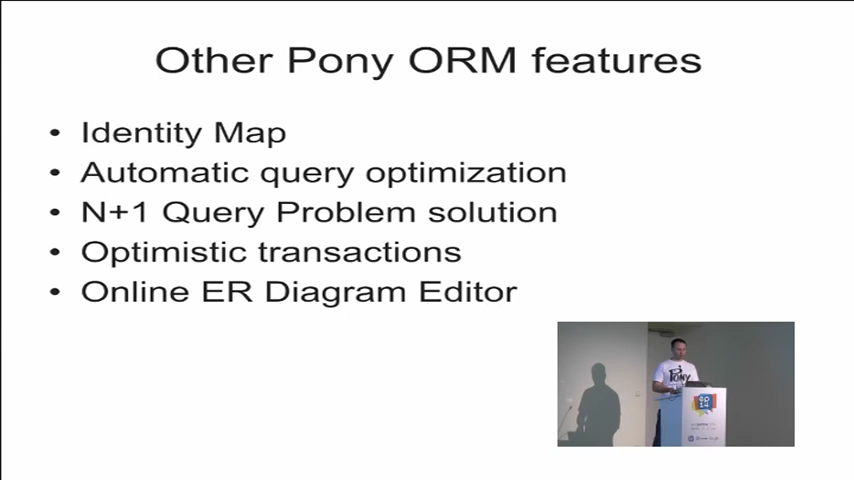 Other Pony ORM features
• Identity Map
• Automatic query optimization
• N+1 Query Problem solution
• Optimistic transactions
• Online ER Diagram Editor
PONY